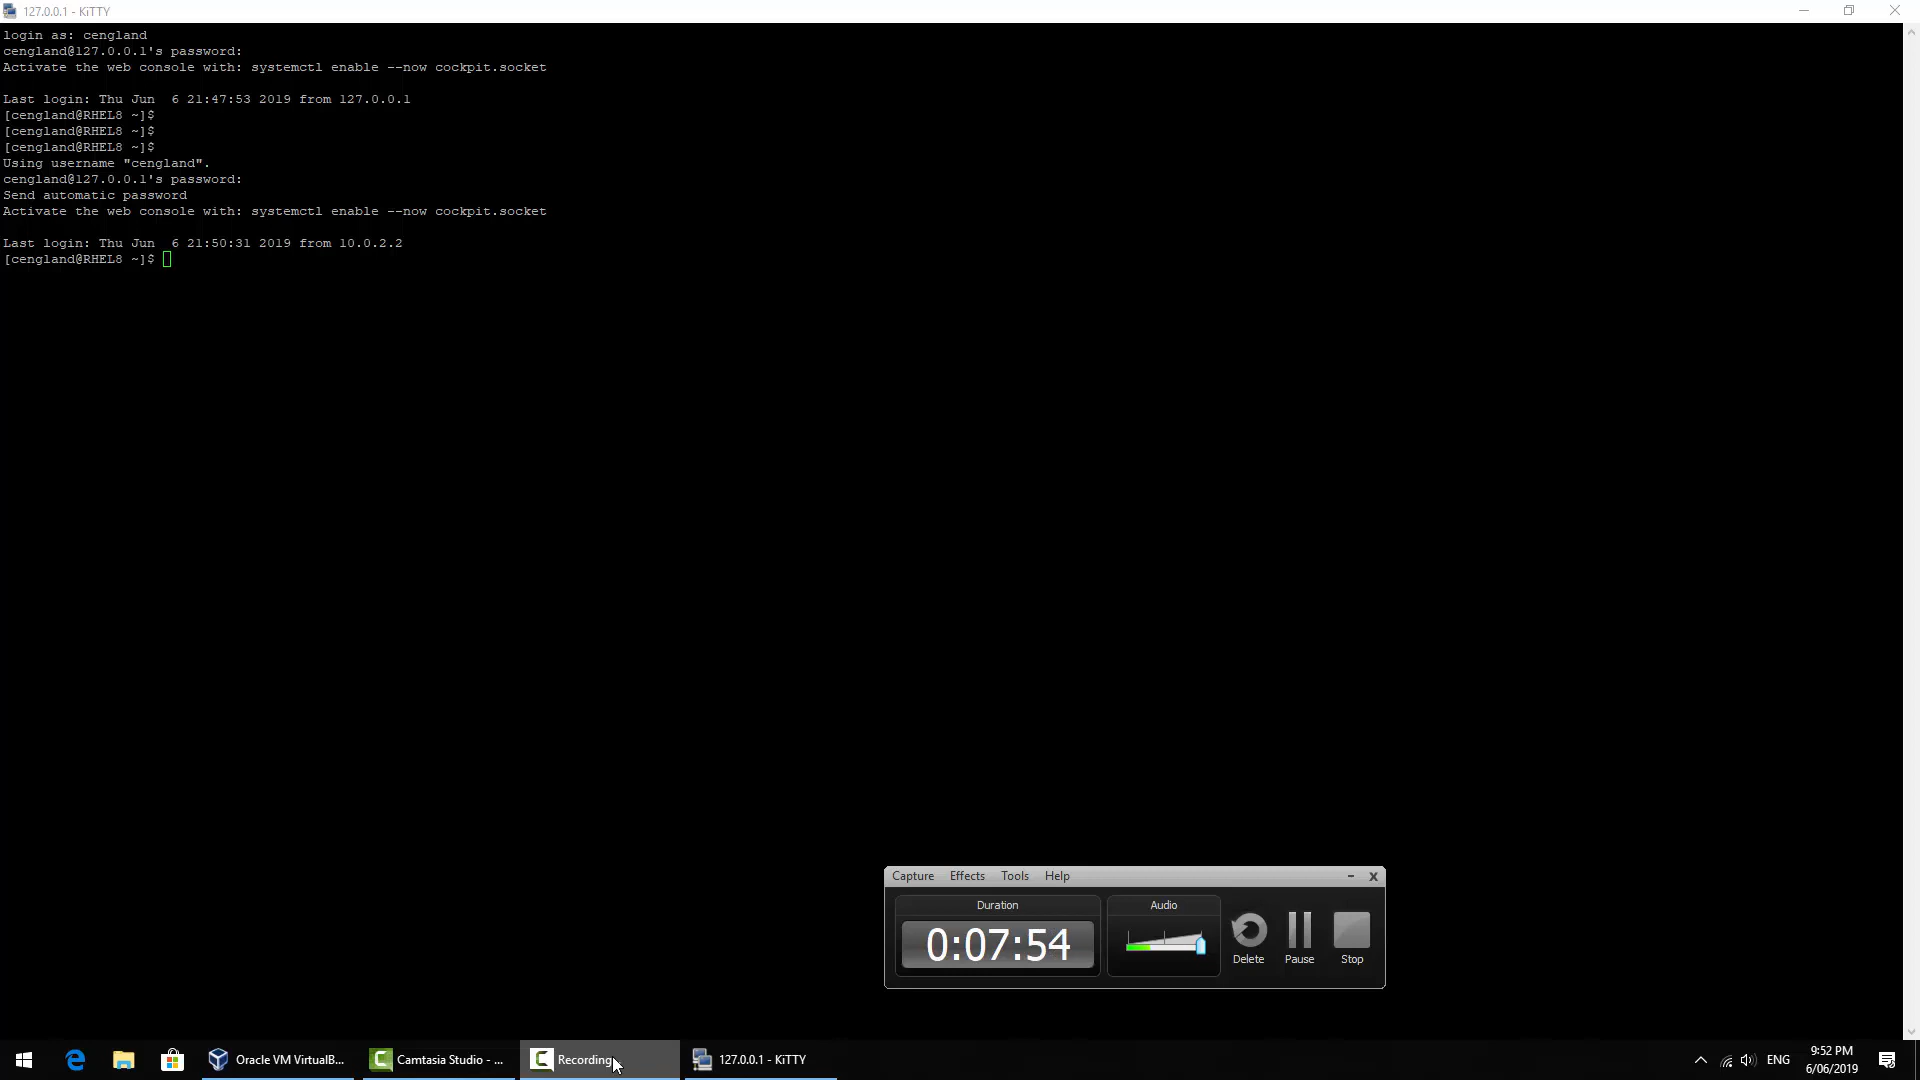 127.0.0.1 - KiTTY
login as: cengland
cengland@127.0.0.1's password:
Activate the web console with: systemctl enable --now cockpit.socket
Last login: Thu Jun  6 21:47:53 2019 from 127.0.0.1
[cengland@RHEL8 ~]$
[cengland@RHEL8 ~]$
[cengland@RHEL8 ~]$
Using username "cengland".
cengland@127.0.0.1's password:
Send automatic password
Activate the web console with: systemctl enable --now cockpit.socket
Last login: Thu Jun  6 21:50:31 2019 from 10.0.2.2
[cengland@RHEL8 ~]$
Capture Effects Tools Help
Duration Audio
0:07:54
Delete Pause Stop
Oracle VM VirtualB... Camtasia Studio - ... Recording... 127.0.0.1 - KiTTY ENG
9:52 PM
6/06/2019